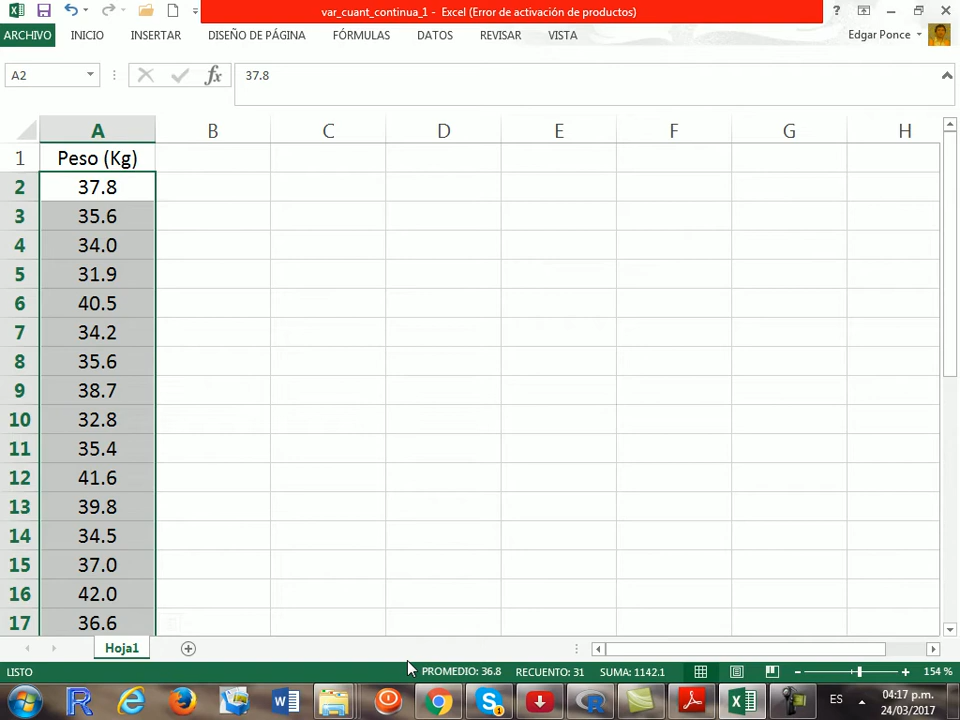 var_cuant_continua_1 - Excel (Error de activación de productos)
ARCHIVO INICIO INSERTAR DISEÑO DE PÁGINA FÓRMULAS DATOS REVISAR VISTA Edgar Ponce
A2 fx 37.8
A B C D E F G H
1 Peso (Kg)
2 37.8
3 35.6
4 34.0
5 31.9
6 40.5
7 34.2
8 35.6
9 38.7
10 32.8
11 35.4
12 41.6
13 39.8
14 34.5
15 37.0
16 42.0
17 36.6
Hoja1
LISTO PROMEDIO: 36.8 RECUENTO: 31 SUMA: 1142.1 154 %
ES 04:17 p.m.
24/03/2017